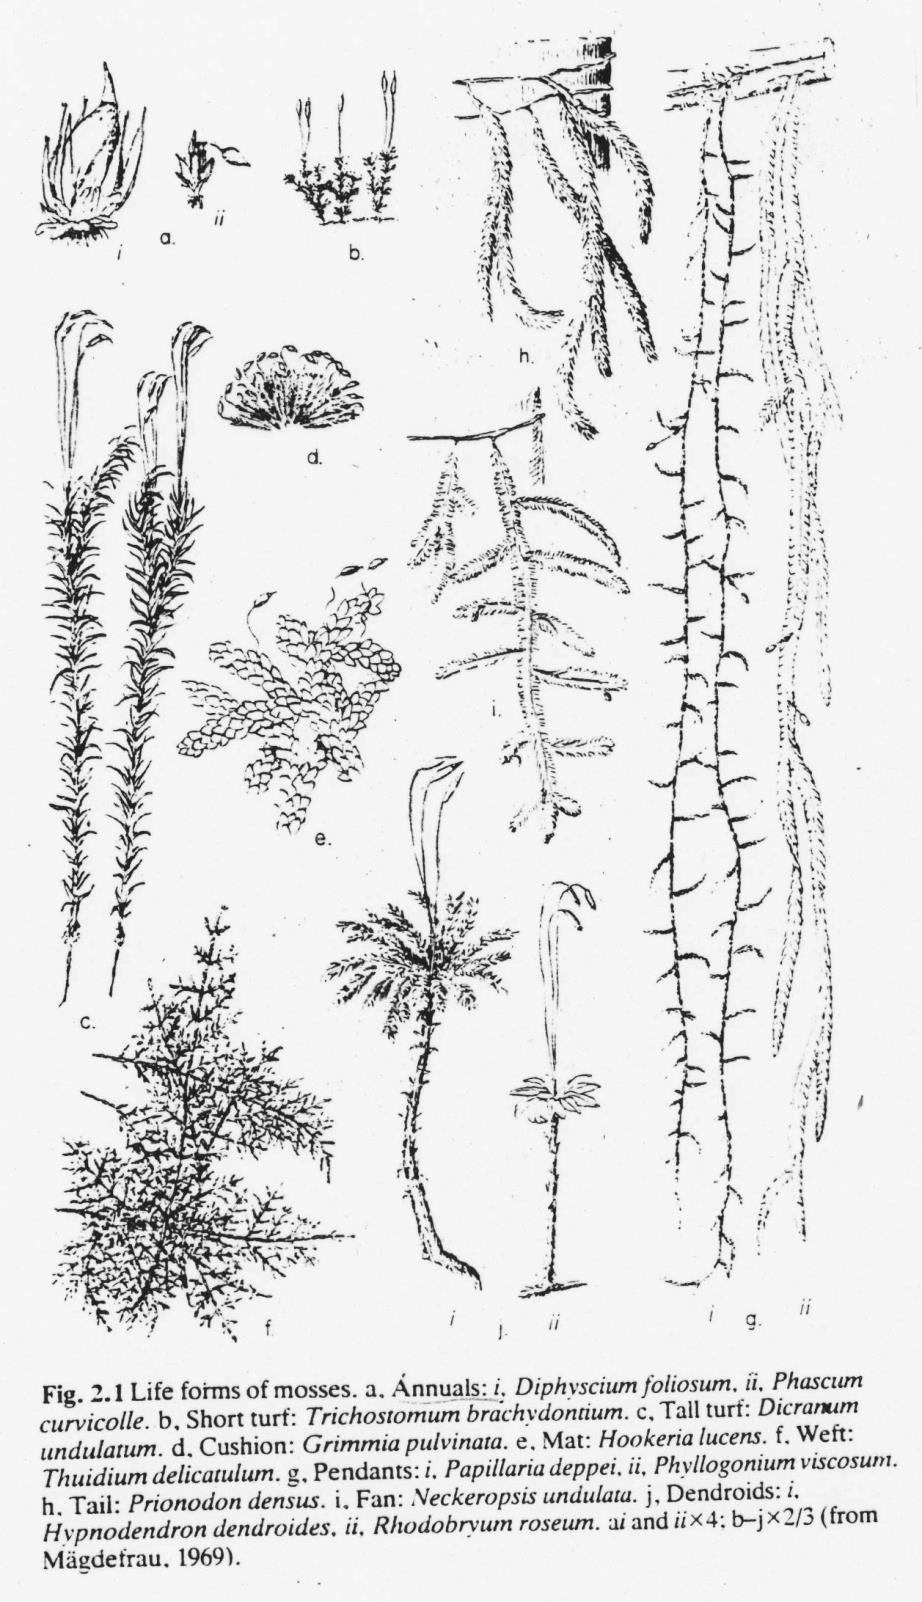 i
a.
ii
b.
h.
d.
i.
e.
c.
f.
i
j.
ii
i
g.
ii
Fig. 2.1 Life forms of mosses. a, Annuals: i, Diphyscium foliosum, ii, Phascum
curvicolle. b, Short turf: Trichostomum brachydontium. c, Tall turf: Dicranum
undulatum. d, Cushion: Grimmia pulvinata. e, Mat: Hookeria lucens. f, Weft:
Thuidium delicatulum. g, Pendants: i, Papillaria deppei, ii, Phyllogonium viscosum.
h, Tail: Prionodon densus. i, Fan: Neckeropsis undulata. j, Dendroids: i,
Hypnodendron dendroides, ii, Rhodobryum roseum. ai and ii×4; b–j×2/3 (from
Mägdefrau, 1969).